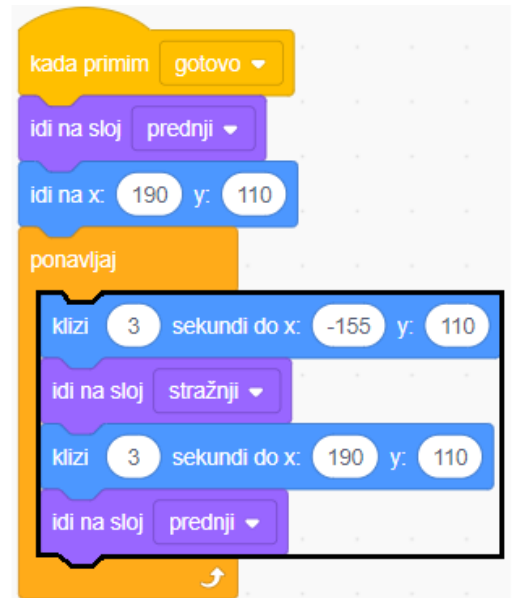 kada primim gotovo
idi na sloj prednji
idi na x: 190 y: 110
ponavljaj
klizi 3 sekundi do x: -155 y: 110
idi na sloj stražnji
klizi 3 sekundi do x: 190 y: 110
idi na sloj prednji